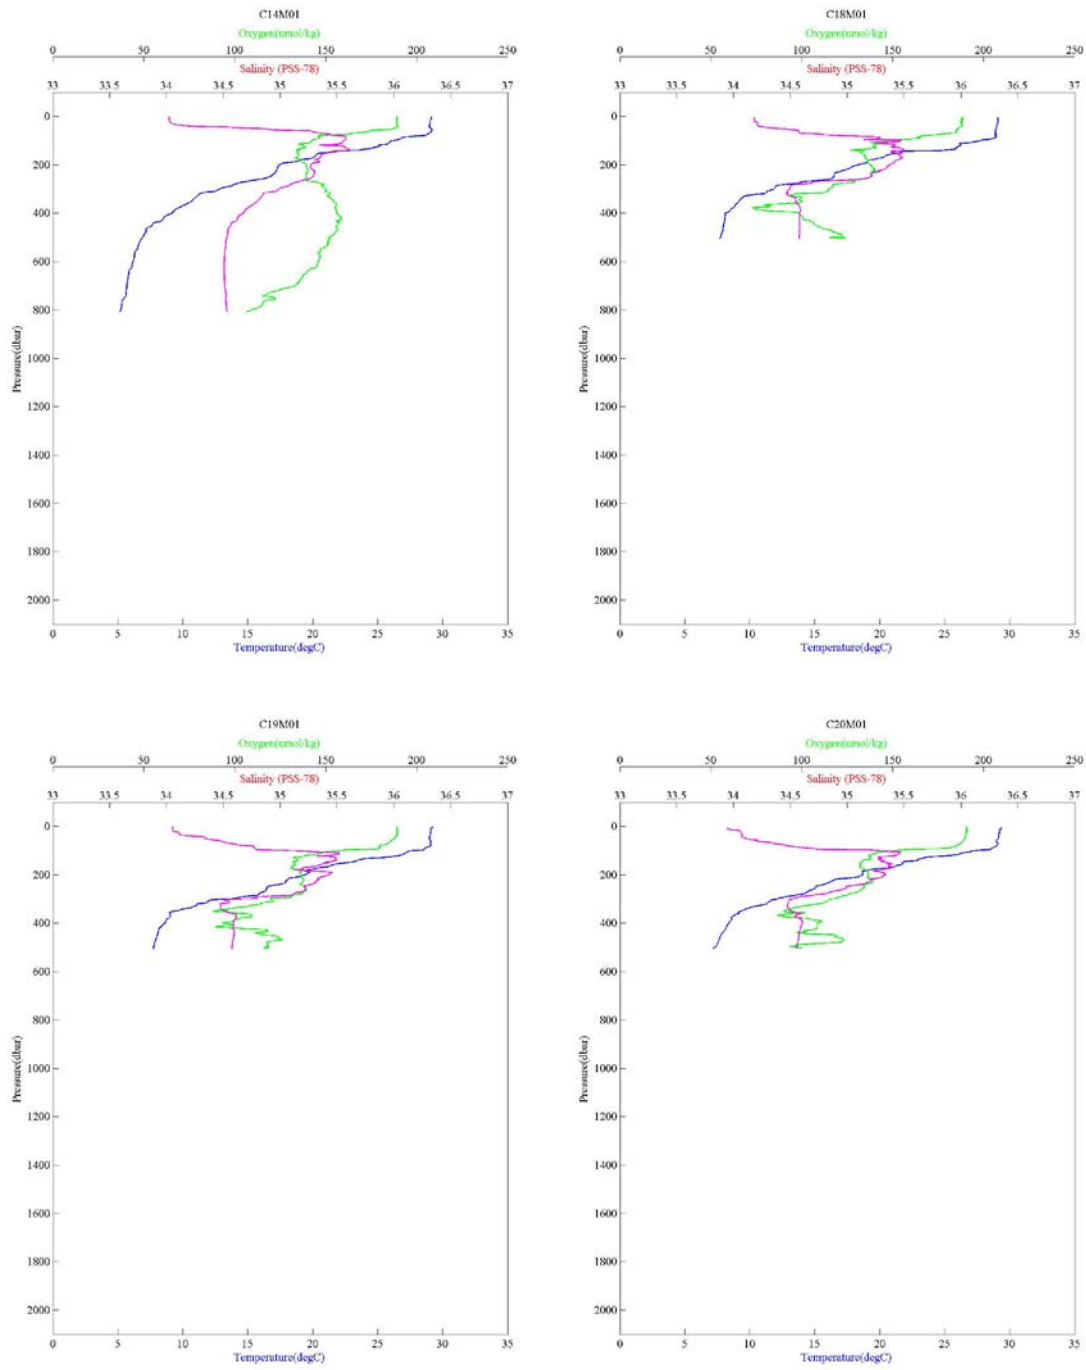 C14M01
Oxygen(umol/kg)
0 50 100 150 200 250
Salinity (PSS-78)
33 33.5 34 34.5 35 35.5 36 36.5 37
0
200
400
600
800
1000
1200
1400
1600
1800
2000
Pressure(dbar)
0 5 10 15 20 25 30 35
Temperature(degC)
C18M01
Oxygen(umol/kg)
0 50 100 150 200 250
Salinity (PSS-78)
33 33.5 34 34.5 35 35.5 36 36.5 37
0
200
400
600
800
1000
1200
1400
1600
1800
2000
Pressure(dbar)
0 5 10 15 20 25 30 35
Temperature(degC)
C19M01
Oxygen(umol/kg)
0 50 100 150 200 250
Salinity (PSS-78)
33 33.5 34 34.5 35 35.5 36 36.5 37
0
200
400
600
800
1000
1200
1400
1600
1800
2000
Pressure(dbar)
0 5 10 15 20 25 30 35
Temperature(degC)
C20M01
Oxygen(umol/kg)
0 50 100 150 200 250
Salinity (PSS-78)
33 33.5 34 34.5 35 35.5 36 36.5 37
0
200
400
600
800
1000
1200
1400
1600
1800
2000
Pressure(dbar)
0 5 10 15 20 25 30 35
Temperature(degC)